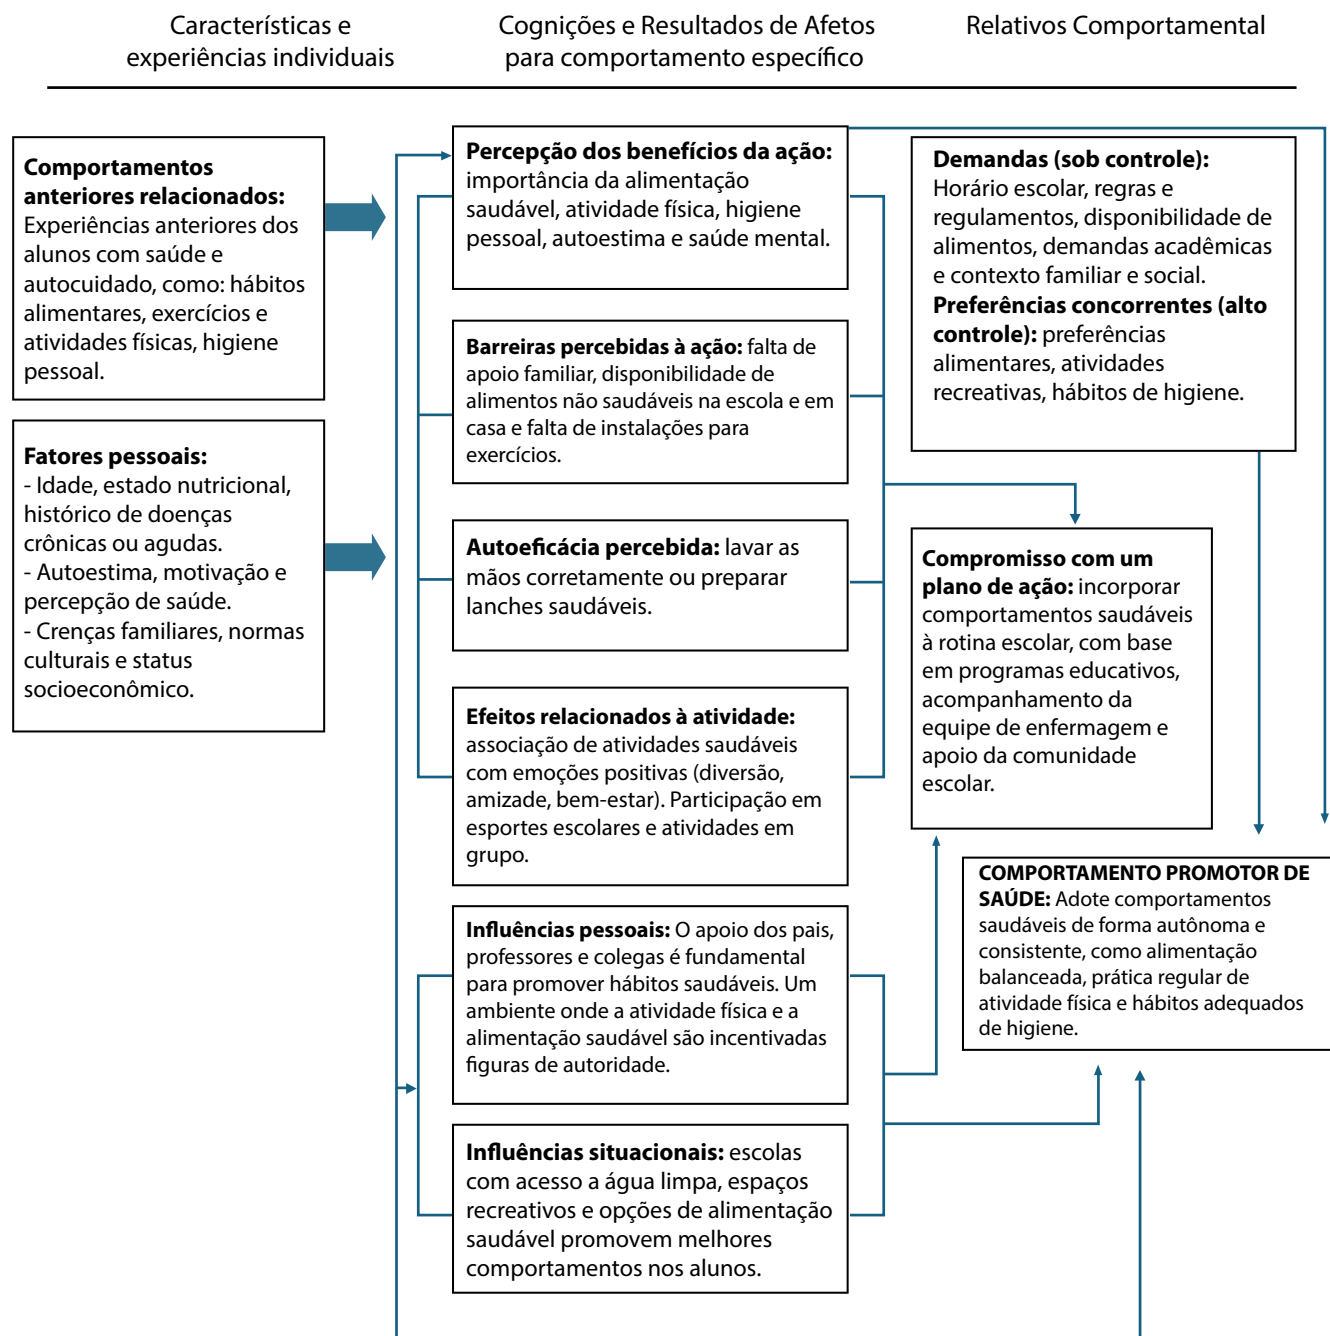 Características e
experiências individuais
Cognições e Resultados de Afetos
para comportamento específico
Relativos Comportamental
Comportamentos
anteriores relacionados:
Experiências anteriores dos
alunos com saúde e
autocuidado, como: hábitos
alimentares, exercícios e
atividades físicas, higiene
pessoal.
Fatores pessoais:
- Idade, estado nutricional,
histórico de doenças
crônicas ou agudas.
- Autoestima, motivação e
percepção de saúde.
- Crenças familiares, normas
culturais e status
socioeconômico.
Percepção dos benefícios da ação:
importância da alimentação
saudável, atividade física, higiene
pessoal, autoestima e saúde mental.
Barreiras percebidas à ação: falta de
apoio familiar, disponibilidade de
alimentos não saudáveis na escola e em
casa e falta de instalações para
exercícios.
Autoeficácia percebida: lavar as
mãos corretamente ou preparar
lanches saudáveis.
Efeitos relacionados à atividade:
associação de atividades saudáveis
com emoções positivas (diversão,
amizade, bem-estar). Participação em
esportes escolares e atividades em
grupo.
Influências pessoais: O apoio dos pais,
professores e colegas é fundamental
para promover hábitos saudáveis. Um
ambiente onde a atividade física e a
alimentação saudável são incentivadas
figuras de autoridade.
Influências situacionais: escolas
com acesso a água limpa, espaços
recreativos e opções de alimentação
saudável promovem melhores
comportamentos nos alunos.
Demandas (sob controle):
Horário escolar, regras e
regulamentos, disponibilidade de
alimentos, demandas acadêmicas
e contexto familiar e social.
Preferências concorrentes (alto
controle): preferências
alimentares, atividades
recreativas, hábitos de higiene.
Compromisso com um
plano de ação: incorporar
comportamentos saudáveis
à rotina escolar, com base
em programas educativos,
acompanhamento da
equipe de enfermagem e
apoio da comunidade
escolar.
COMPORTAMENTO PROMOTOR DE
SAÚDE: Adote comportamentos
saudáveis de forma autônoma e
consistente, como alimentação
balanceada, prática regular de
atividade física e hábitos adequados
de higiene.